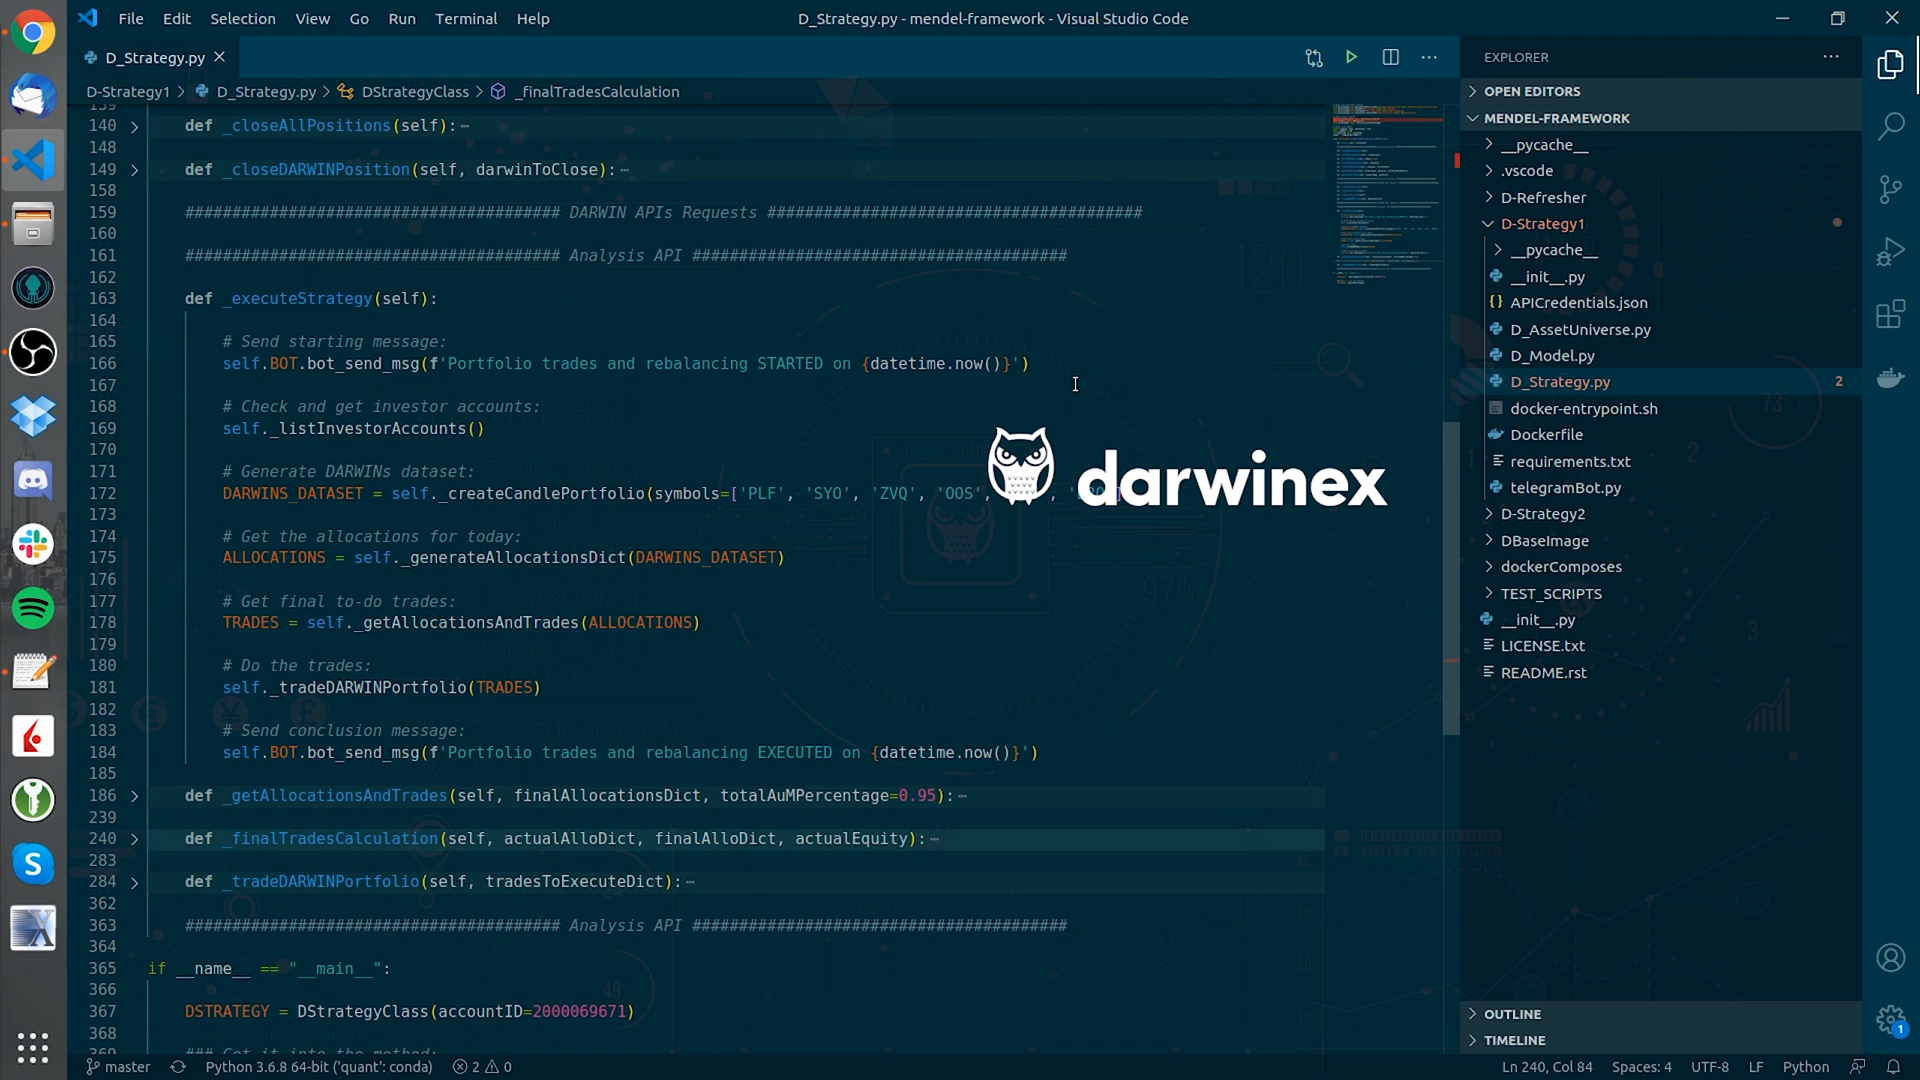 File Edit Selection View Go Run Terminal Help
D_Strategy.py - mendel-framework - Visual Studio Code
D_Strategy.py
D-Strategy1 > D_Strategy.py > DStrategyClass > _finalTradesCalculation
139
140 def _closeAllPositions(self):
148
149 def _closeDARWINPosition(self, darwinToClose):
158
159 ######################################## DARWIN APIs Requests ########################################
160
161 ######################################## Analysis API ########################################
162
163 def _executeStrategy(self):
164
165 # Send starting message:
166 self.BOT.bot_send_msg(f'Portfolio trades and rebalancing STARTED on {datetime.now()}')
167
168 # Check and get investor accounts:
169 self._listInvestorAccounts()
170
171 # Generate DARWINs dataset:
172 DARWINS_DATASET = self._createCandlePortfolio(symbols=['PLF', 'SYO', 'ZVQ', 'OOS',
173
174 # Get the allocations for today:
175 ALLOCATIONS = self._generateAllocationsDict(DARWINS_DATASET)
176
177 # Get final to-do trades:
178 TRADES = self._getAllocationsAndTrades(ALLOCATIONS)
179
180 # Do the trades:
181 self._tradeDARWINPortfolio(TRADES)
182
183 # Send conclusion message:
184 self.BOT.bot_send_msg(f'Portfolio trades and rebalancing EXECUTED on {datetime.now()}')
185
186 def _getAllocationsAndTrades(self, finalAllocationsDict, totalAuMPercentage=0.95):
239
240 def _finalTradesCalculation(self, actualAlloDict, finalAlloDict, actualEquity):
283
284 def _tradeDARWINPortfolio(self, tradesToExecuteDict):
362
363 ######################################## Analysis API ########################################
364
365 if __name__ == "__main__":
366
367 DSTRATEGY = DStrategyClass(accountID=2000069671)
368
369 ### Get it into the method:
darwinex
120
97%
73%
EXPLORER
OPEN EDITORS
MENDEL-FRAMEWORK
__pycache__
.vscode
D-Refresher
D-Strategy1
__pycache__
__init__.py
APICredentials.json
D_AssetUniverse.py
D_Model.py
D_Strategy.py 2
docker-entrypoint.sh
Dockerfile
requirements.txt
telegramBot.py
D-Strategy2
DBaseImage
dockerComposes
TEST_SCRIPTS
__init__.py
LICENSE.txt
README.rst
OUTLINE
TIMELINE
1
master Python 3.6.8 64-bit ('quant': conda) 2 0
Ln 240, Col 84 Spaces: 4 UTF-8 LF Python